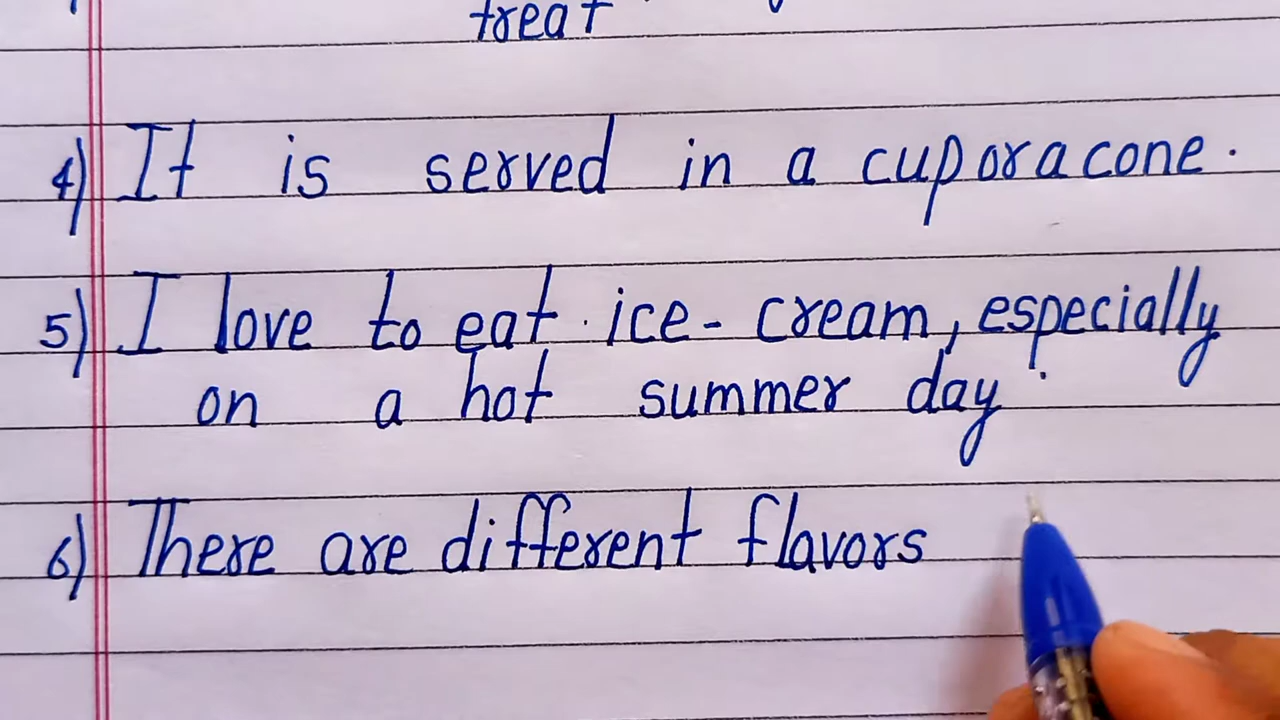 treat
4) It is served in a cup or a cone.
5) I love to eat ice-cream, especially
on a hot summer day.
6) There are different flavors